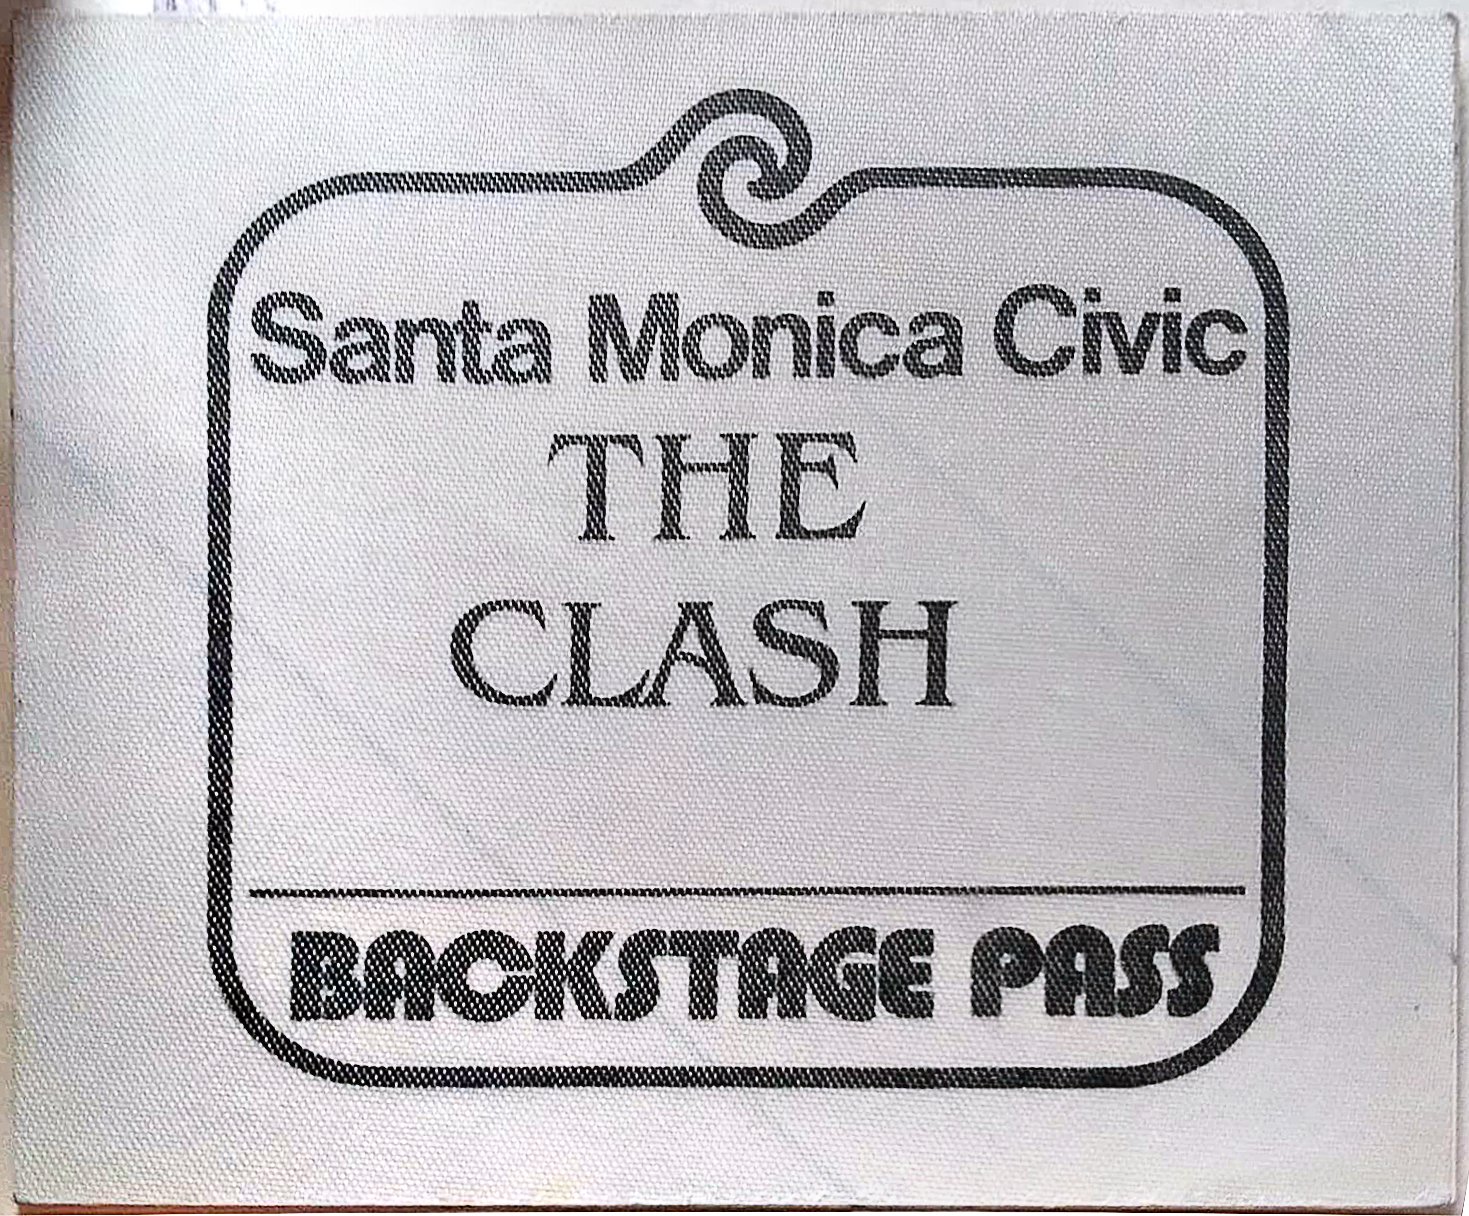 Santa Monica Civic
THE
CLASH
BACKSTAGE PASS